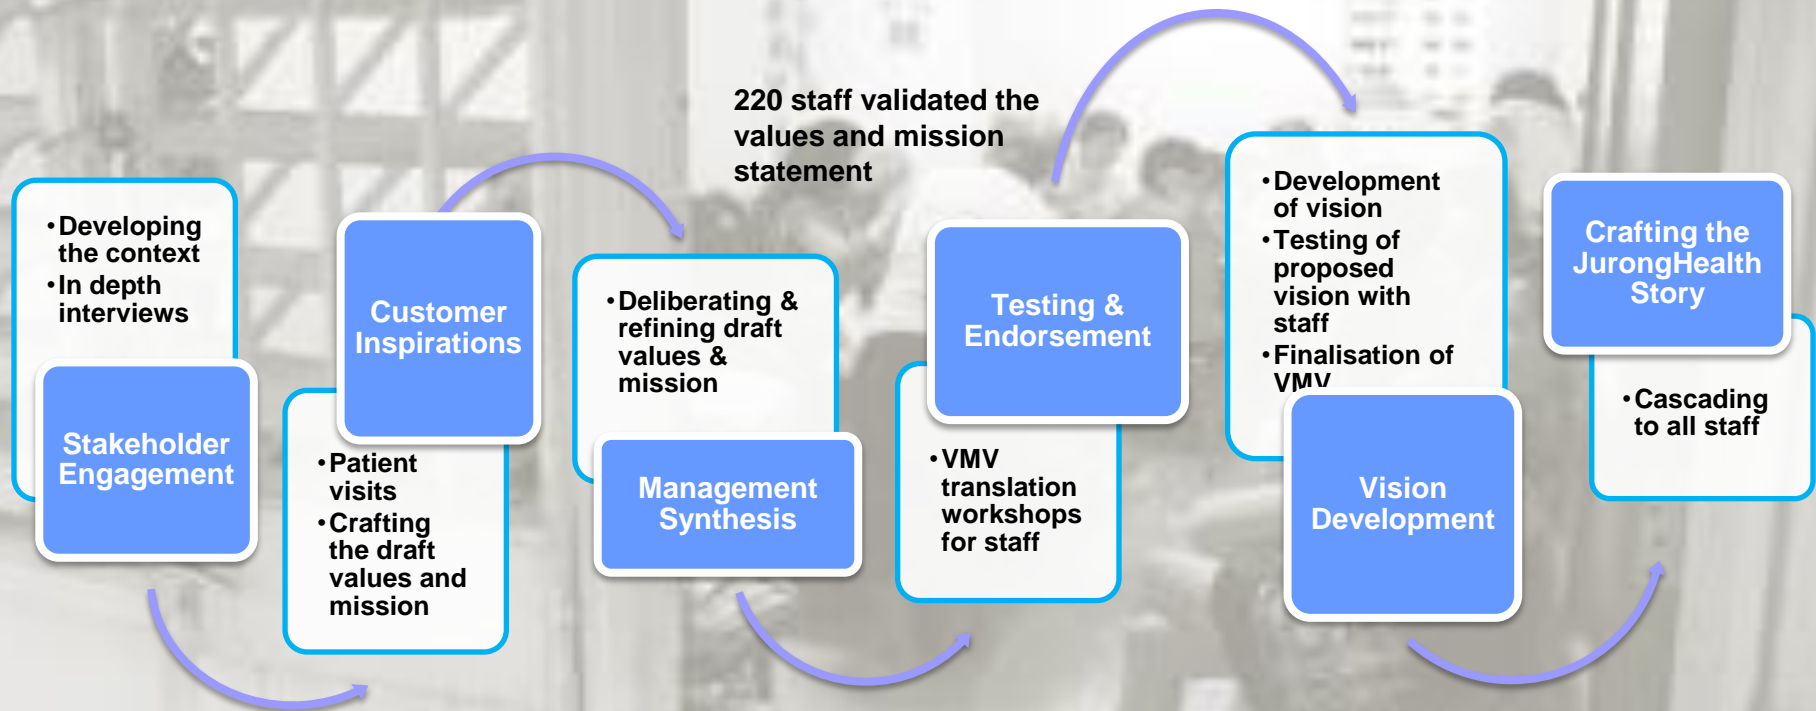 •Developing
the context
•In depth
interviews
Stakeholder
Engagement
Customer
Inspirations
•Patient
visits
•Crafting
the draft
values and
mission
•Deliberating &
refining draft
values &
mission
Management
Synthesis
220 staff validated the
values and mission
statement
Testing &
Endorsement
•VMV
translation
workshops
for staff
•Development
of vision
•Testing of
proposed
vision with
staff
•Finalisation of
VMV
Vision
Development
Crafting the
JurongHealth
Story
•Cascading
to all staff